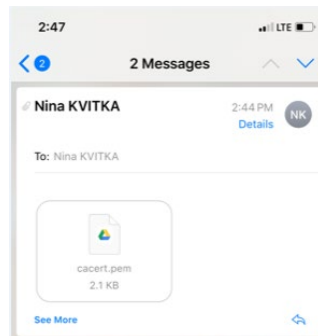 2:47 LTE
2 2 Messages
Nina KVITKA 2:44 PM
NK
Details
To: Nina KVITKA
cacert.pem
2.1 KB
See More